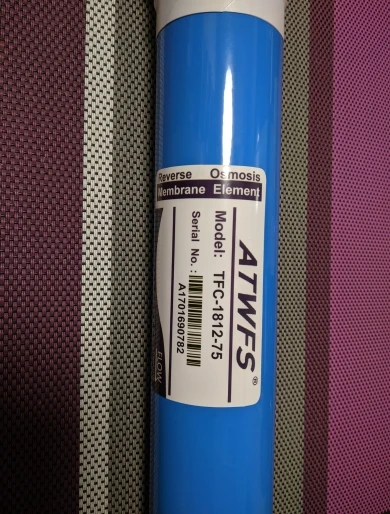 Reverse Osmosis
Membrane Element
ATWFS®
Model: TFC-1812-75
Serial No.:
A1701690782
FLOW